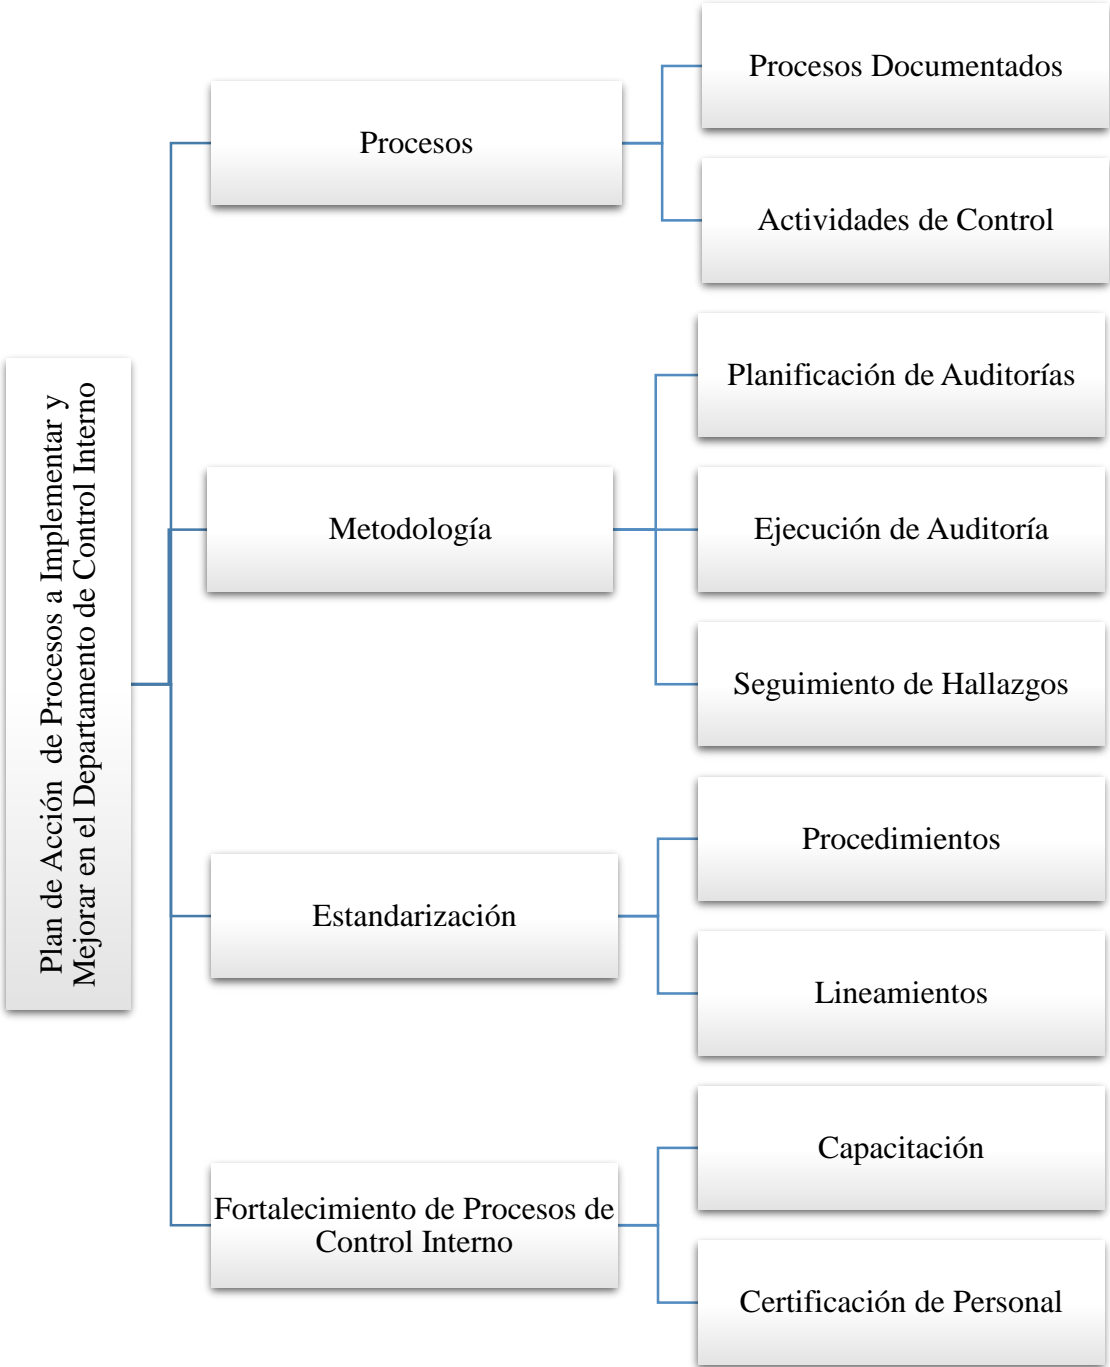 Plan de Acción de Procesos a Implementar y
Mejorar en el Departamento de Control Interno
Procesos
Procesos Documentados
Actividades de Control
Metodología
Planificación de Auditorías
Ejecución de Auditoría
Seguimiento de Hallazgos
Estandarización
Procedimientos
Lineamientos
Fortalecimiento de Procesos de
Control Interno
Capacitación
Certificación de Personal